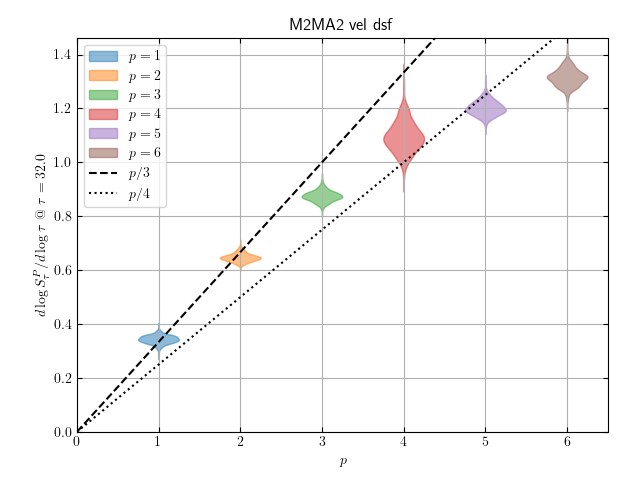 M2MA2 vel dsf
d log S_τ^P / d log τ @ τ = 32.0
1.4
1.2
1.0
0.8
0.6
0.4
0.2
0.0
p = 1
p = 2
p = 3
p = 4
p = 5
p = 6
p/3
p/4
0 1 2 3 4 5 6
p